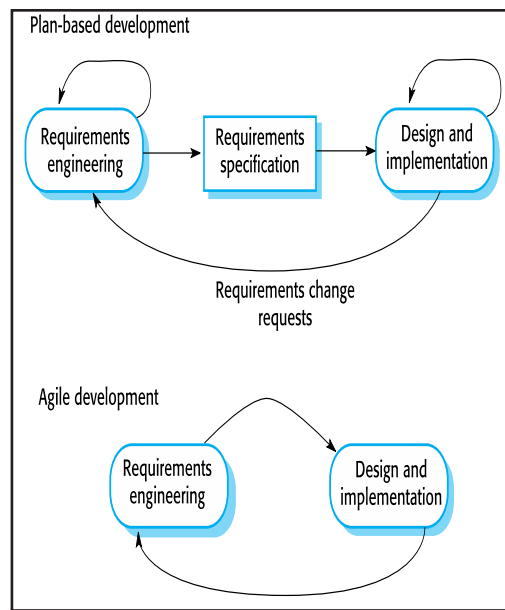 Plan-based development
Requirements
engineering
Requirements
specification
Design and
implementation
Requirements change
requests
Agile development
Requirements
engineering
Design and
implementation